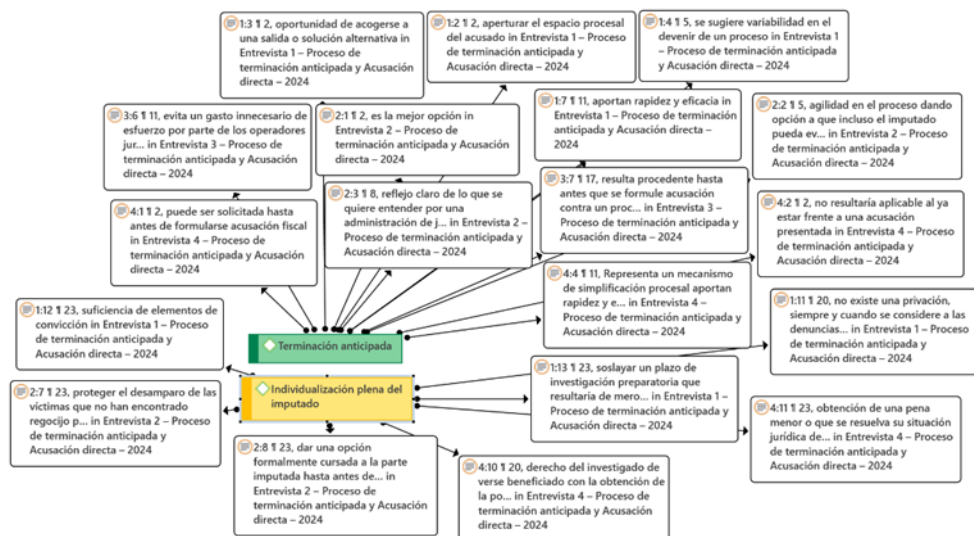 1:3 ¶ 2, oportunidad de acogerse a
una salida o solución alternativa in
Entrevista 1 – Proceso de
terminación anticipada y Acusación
directa – 2024
1:2 ¶ 2, aperturar el espacio procesal
del acusado in Entrevista 1 – Proceso
de terminación anticipada y
Acusación directa – 2024
1:4 ¶ 5, se sugiere variabilidad en el
devenir de un proceso in Entrevista 1
– Proceso de terminación anticipada
y Acusación directa – 2024
3:6 ¶ 11, evita un gasto innecesario de
esfuerzo por parte de los operadores
jur... in Entrevista 3 – Proceso de
terminación anticipada y Acusación
directa – 2024
2:1 ¶ 2, es la mejor opción in
Entrevista 2 – Proceso de
terminación anticipada y Acusación
directa – 2024
1:7 ¶ 11, aportan rapidez y eficacia in
Entrevista 1 – Proceso de terminación
anticipada y Acusación directa –
2024
2:2 ¶ 5, agilidad en el proceso dando
opción a que incluso el imputado
pueda ev... in Entrevista 2 – Proceso
de terminación anticipada y
Acusación directa – 2024
4:1 ¶ 2, puede ser solicitada hasta
antes de formularse acusación fiscal
in Entrevista 4 – Proceso de
terminación anticipada y Acusación
directa – 2024
2:3 ¶ 8, reflejo claro de lo que se
quiere entender por una
administración de j... in Entrevista 2 –
Proceso de terminación anticipada y
Acusación directa – 2024
3:7 ¶ 17, resulta procedente hasta
antes que se formule acusación
contra un proc... in Entrevista 3 –
Proceso de terminación anticipada y
Acusación directa – 2024
4:2 ¶ 2, no resultaría aplicable al ya
estar frente a una acusación
presentada in Entrevista 4 – Proceso
de terminación anticipada y
Acusación directa – 2024
4:4 ¶ 11, Representa un mecanismo
de simplificación procesal aportan
rapidez y e... in Entrevista 4 –
Proceso de terminación anticipada y
Acusación directa – 2024
1:12 ¶ 23, suficiencia de elementos de
convicción in Entrevista 1 – Proceso
de terminación anticipada y
Acusación directa – 2024
1:11 ¶ 20, no existe una privación,
siempre y cuando se considere a las
denuncias... in Entrevista 1 – Proceso
de terminación anticipada y
Acusación directa – 2024
Terminación anticipada
Individualización plena del
imputado
2:7 ¶ 23, proteger el desamparo de las
víctimas que no han encontrado
regocijo p... in Entrevista 2 – Proceso
de terminación anticipada y
Acusación directa – 2024
1:13 ¶ 23, soslayar un plazo de
investigación preparatoria que
resultaría de mero... in Entrevista 1 –
Proceso de terminación anticipada y
Acusación directa – 2024
4:11 ¶ 23, obtención de una pena
menor o que se resuelva su situación
jurídica de... in Entrevista 4 – Proceso
de terminación anticipada y
Acusación directa – 2024
2:8 ¶ 23, dar una opción
formalmente cursada a la parte
imputada hasta antes de... in
Entrevista 2 – Proceso de
terminación anticipada y Acusación
directa – 2024
4:10 ¶ 20, derecho del investigado de
verse beneficiado con la obtención de
la po... in Entrevista 4 – Proceso de
terminación anticipada y Acusación
directa – 2024